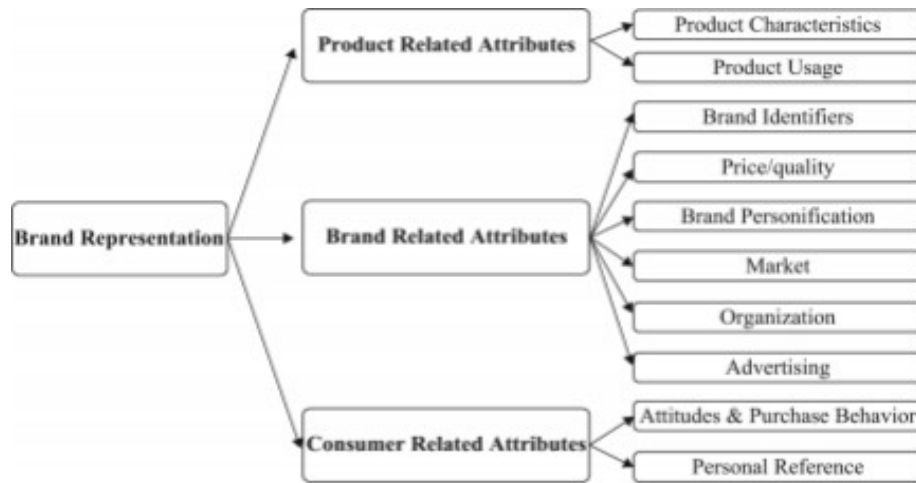 Product Related Attributes
Product Characteristics
Product Usage
Brand Representation
Brand Related Attributes
Brand Identifiers
Price/quality
Brand Personification
Market
Organization
Advertising
Consumer Related Attributes
Attitudes & Purchase Behavior
Personal Reference